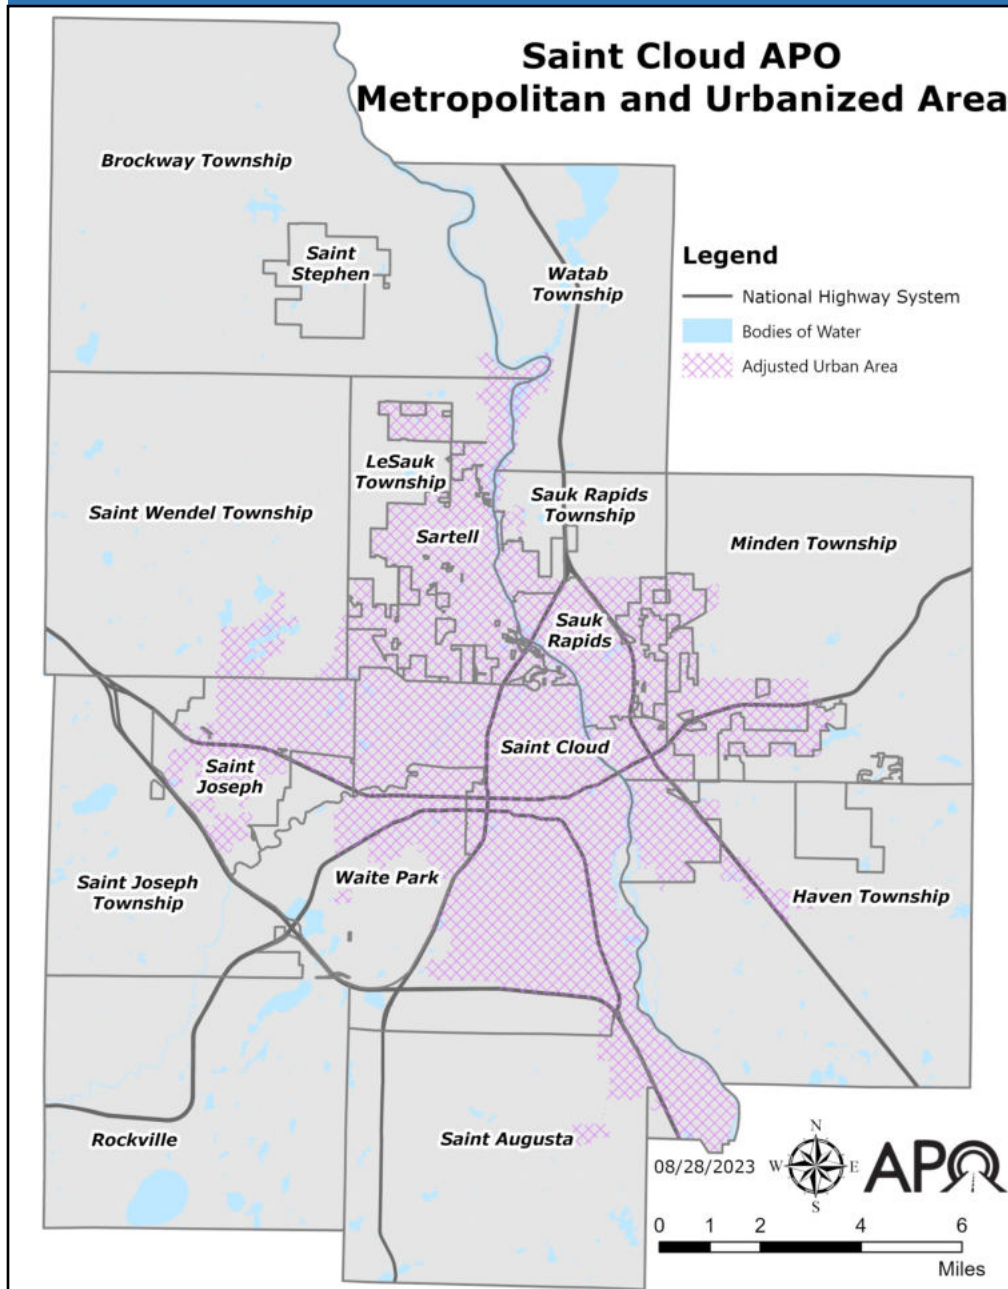 Saint Cloud APO
Metropolitan and Urbanized Area
Brockway Township
Saint
Stephen
Watab
Township
Legend
National Highway System
Bodies of Water
Adjusted Urban Area
LeSauk
Township
Saint Wendel Township
Sartell
Sauk Rapids
Township
Minden Township
Sauk
Rapids
Saint Cloud
Saint
Joseph
Saint Joseph
Township
Waite Park
Haven Township
Rockville
Saint Augusta
08/28/2023
N
W
E
S
APO
0 1 2 4 6
Miles